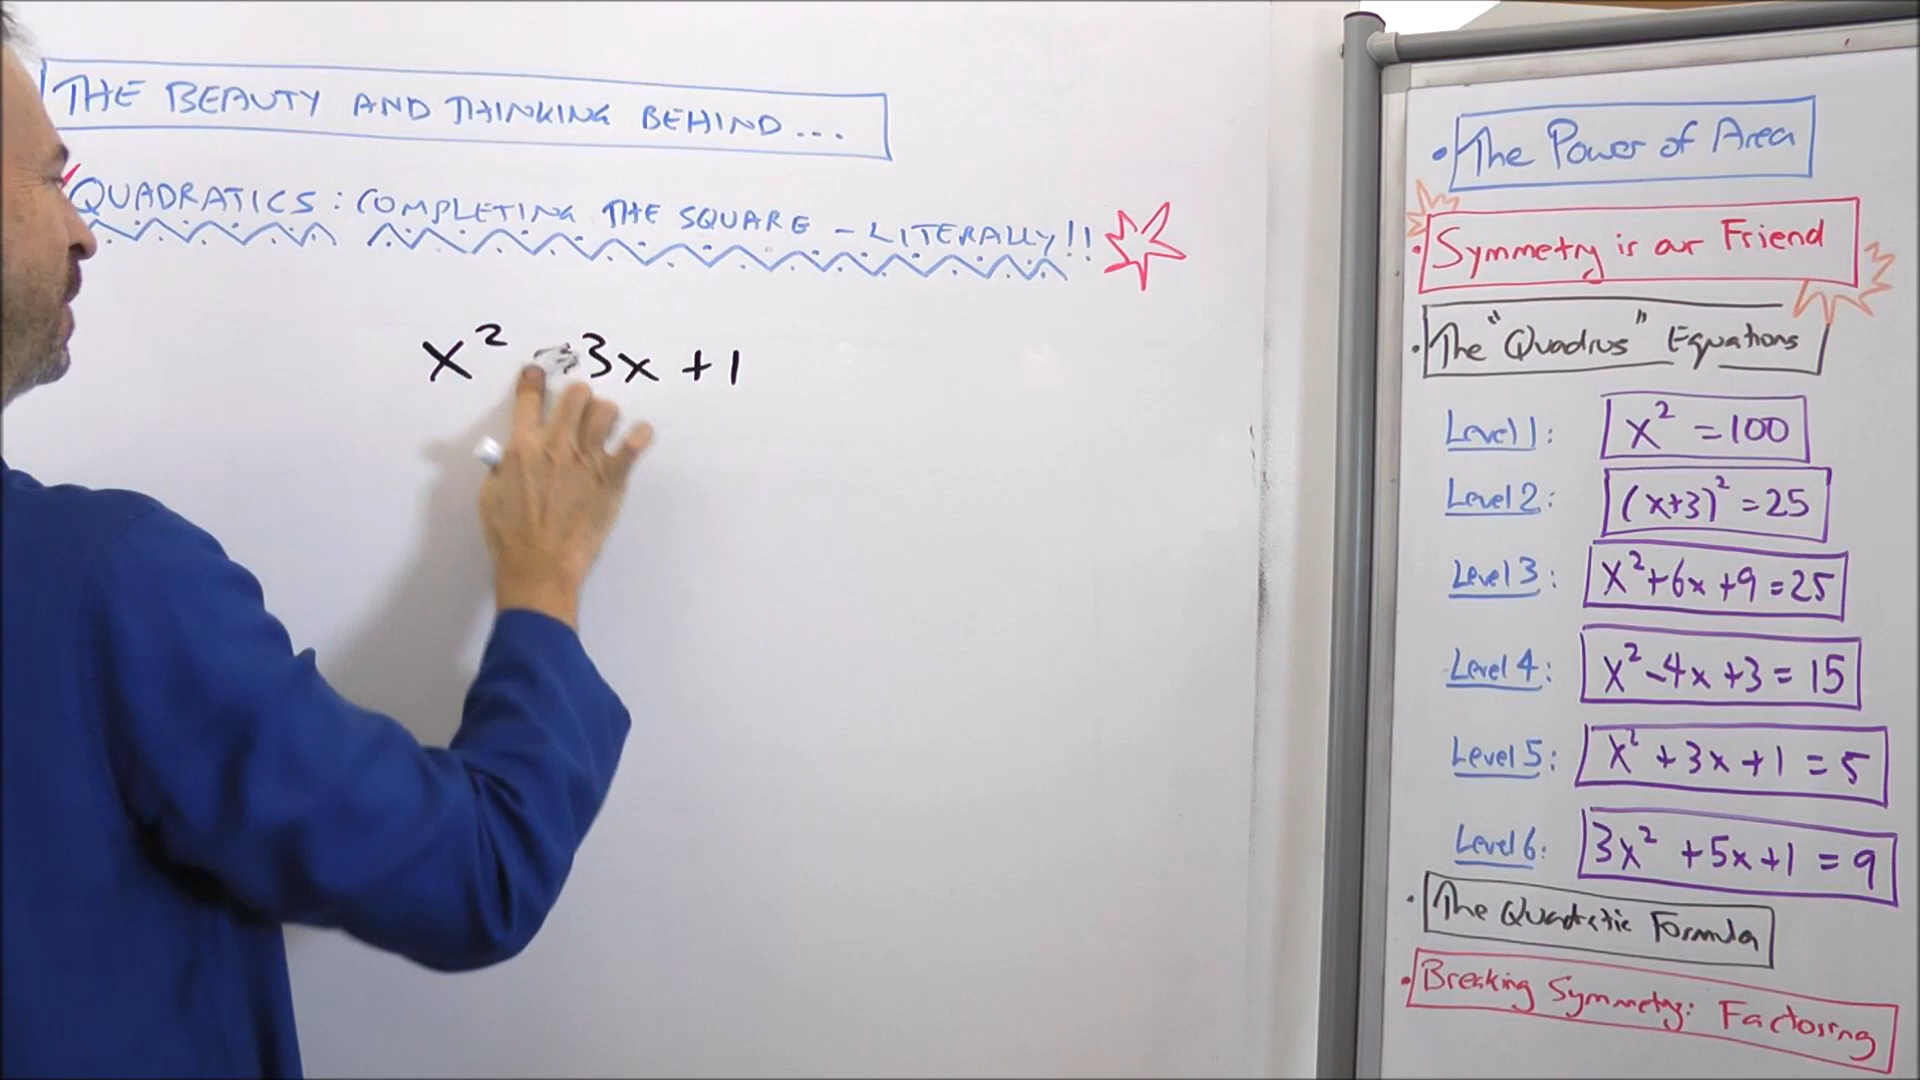 THE BEAUTY AND THINKING BEHIND...
QUADRATICS: COMPLETING THE SQUARE - LITERALLY!!
x² 3x + 1
• The Power of Area
• Symmetry is our Friend
• The "Quadrus" Equations
Level 1: x² = 100
Level 2: (x+3)² = 25
Level 3: x²+6x+9=25
Level 4: x²-4x+3=15
Level 5: x²+3x+1=5
Level 6: 3x²+5x+1=9
• The Quadratic Formula
• Breaking Symmetry: Factoring